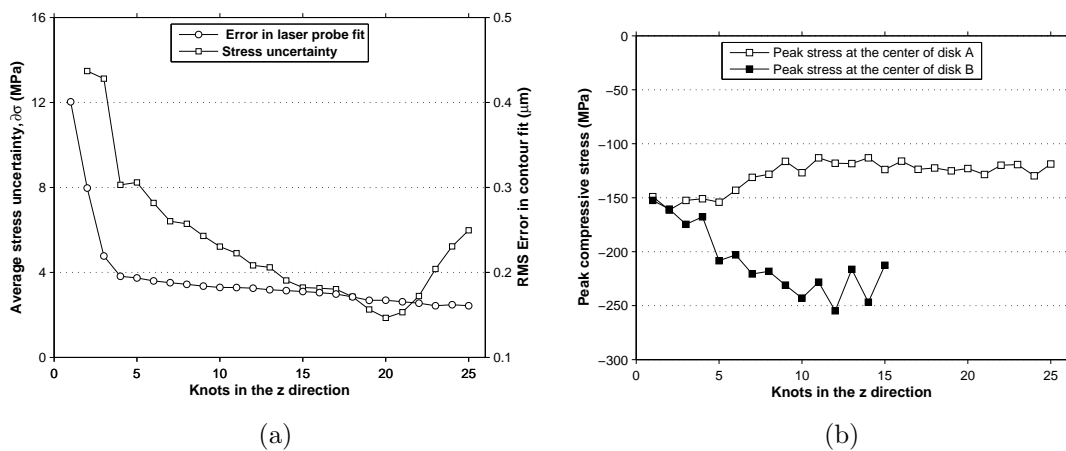 16
12
8
4
0
Average stress uncertainty,∂σ (MPa)
Error in laser probe fit
Stress uncertainty
0.5
0.4
0.3
0.2
0.1
RMS Error in contour fit (μm)
0 5 10 15 20 25
Knots in the z direction
(a)
0
−50
−100
−150
−200
−250
−300
Peak compressive stress (MPa)
Peak stress at the center of disk A
Peak stress at the center of disk B
0 5 10 15 20 25
Knots in the z direction
(b)